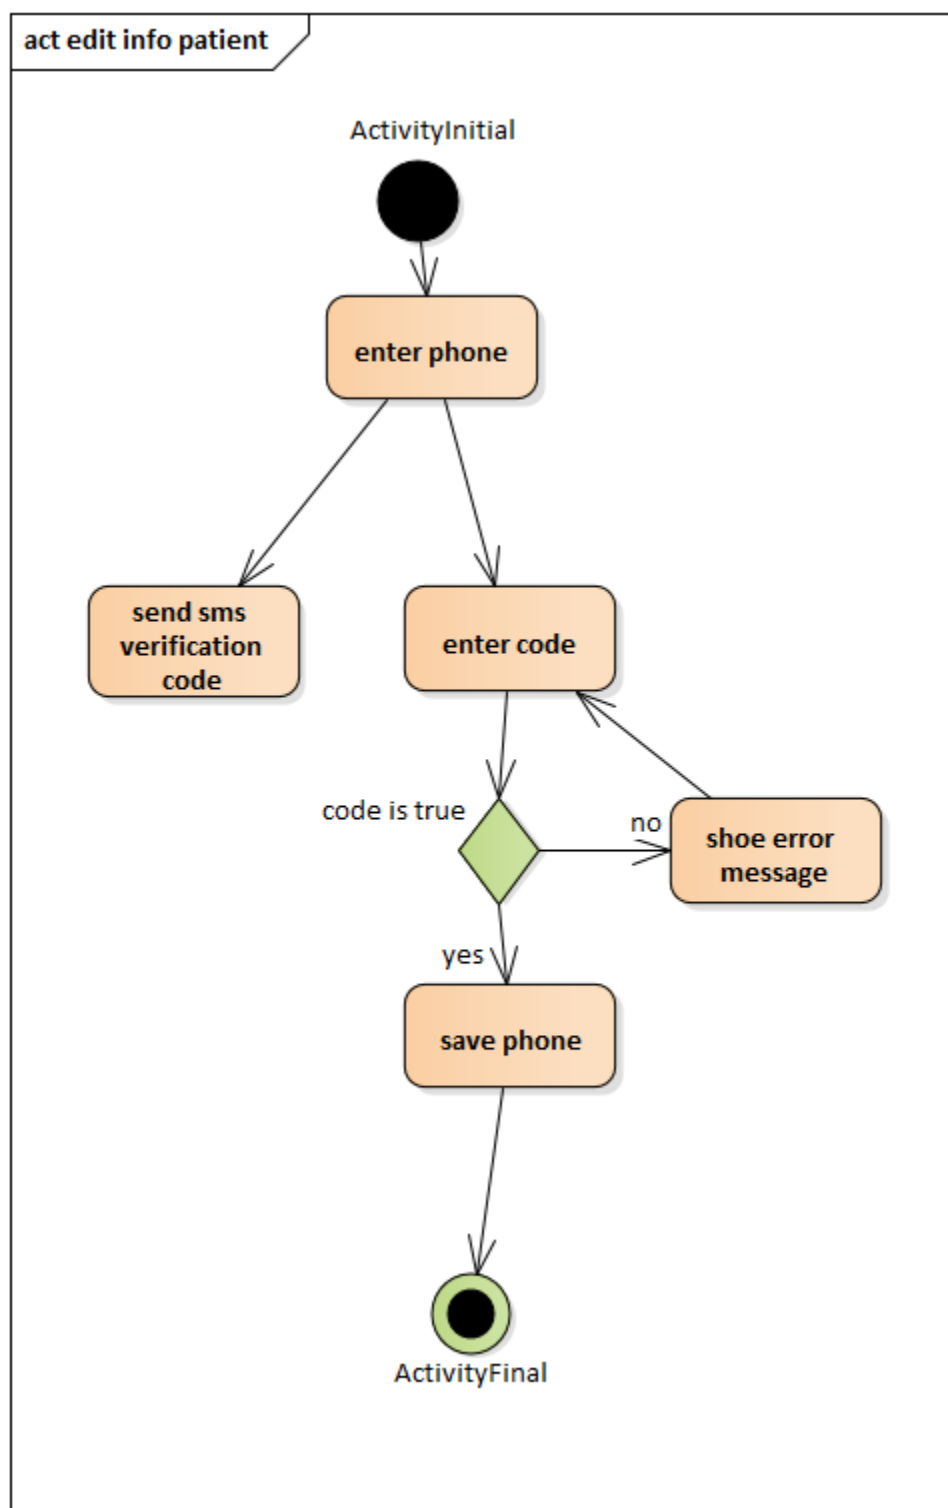 act edit info patient
ActivityInitial
enter phone
send sms
verification
code
enter code
code is true
no
shoe error
message
yes
save phone
ActivityFinal